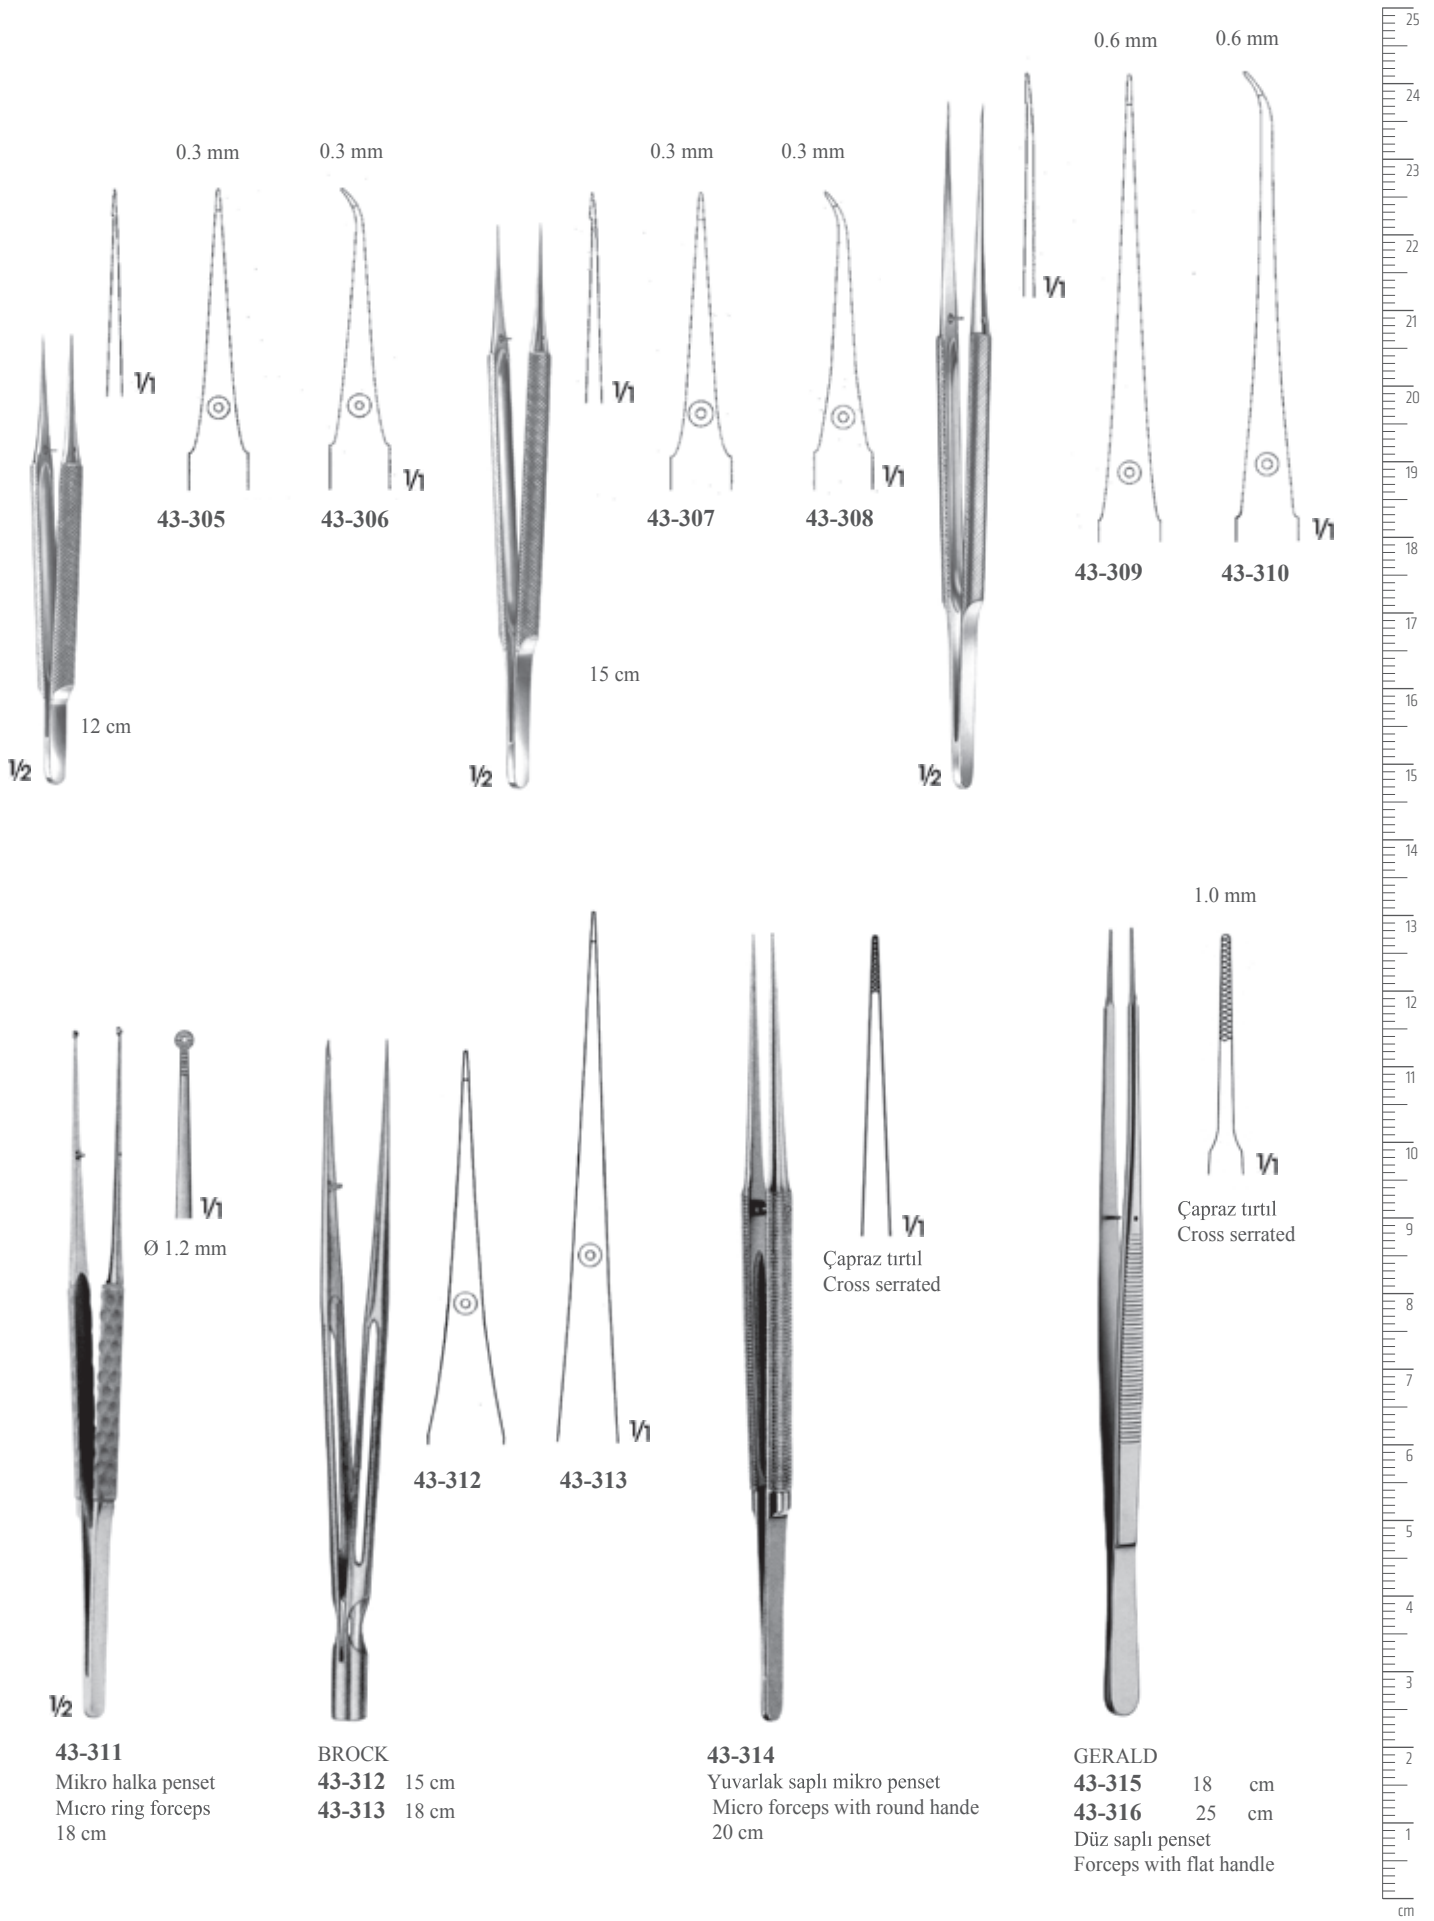 0.3 mm
0.3 mm
1/1
1/1
43-305
43-306
12 cm
1/2
0.3 mm
0.3 mm
1/1
1/1
43-307
43-308
15 cm
1/2
0.6 mm
0.6 mm
1/1
1/1
43-309
43-310
1/2
1/1
Ø 1.2 mm
1/2
43-311
Mikro halka penset
Mıcro ring forceps
18 cm
1/1
43-312
43-313
BROCK
43-312 15 cm
43-313 18 cm
1/1
Çapraz tırtıl
Cross serrated
43-314
Yuvarlak saplı mikro penset
Micro forceps with round hande
20 cm
1.0 mm
1/1
Çapraz tırtıl
Cross serrated
GERALD
43-315 18 cm
43-316 25 cm
Düz saplı penset
Forceps with flat handle
25
24
23
22
21
20
19
18
17
16
15
14
13
12
11
10
9
8
7
6
5
4
3
2
1
cm